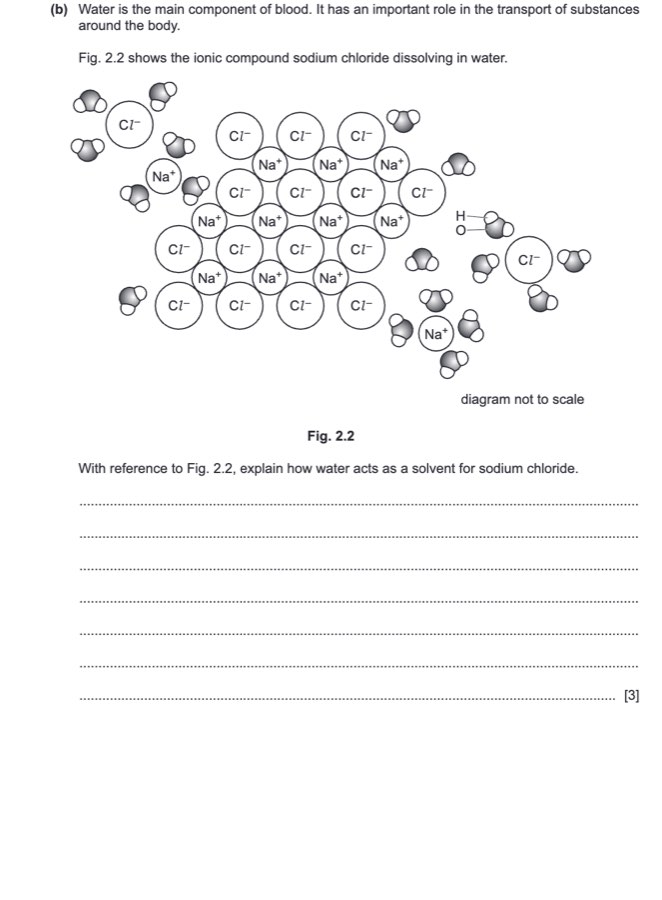 (b) Water is the main component of blood. It has an important role in the transport of substances
around the body.
Fig. 2.2 shows the ionic compound sodium chloride dissolving in water.
Cl⁻
Cl⁻ Cl⁻ Cl⁻
Na⁺ Na⁺ Na⁺ Na⁺
Cl⁻ Cl⁻ Cl⁻ Cl⁻
Na⁺ Na⁺ Na⁺ Na⁺ H
O
Cl⁻ Cl⁻ Cl⁻ Cl⁻ Cl⁻
Na⁺ Na⁺ Na⁺
Cl⁻ Cl⁻ Cl⁻ Cl⁻
Na⁺
diagram not to scale
Fig. 2.2
With reference to Fig. 2.2, explain how water acts as a solvent for sodium chloride.
[3]